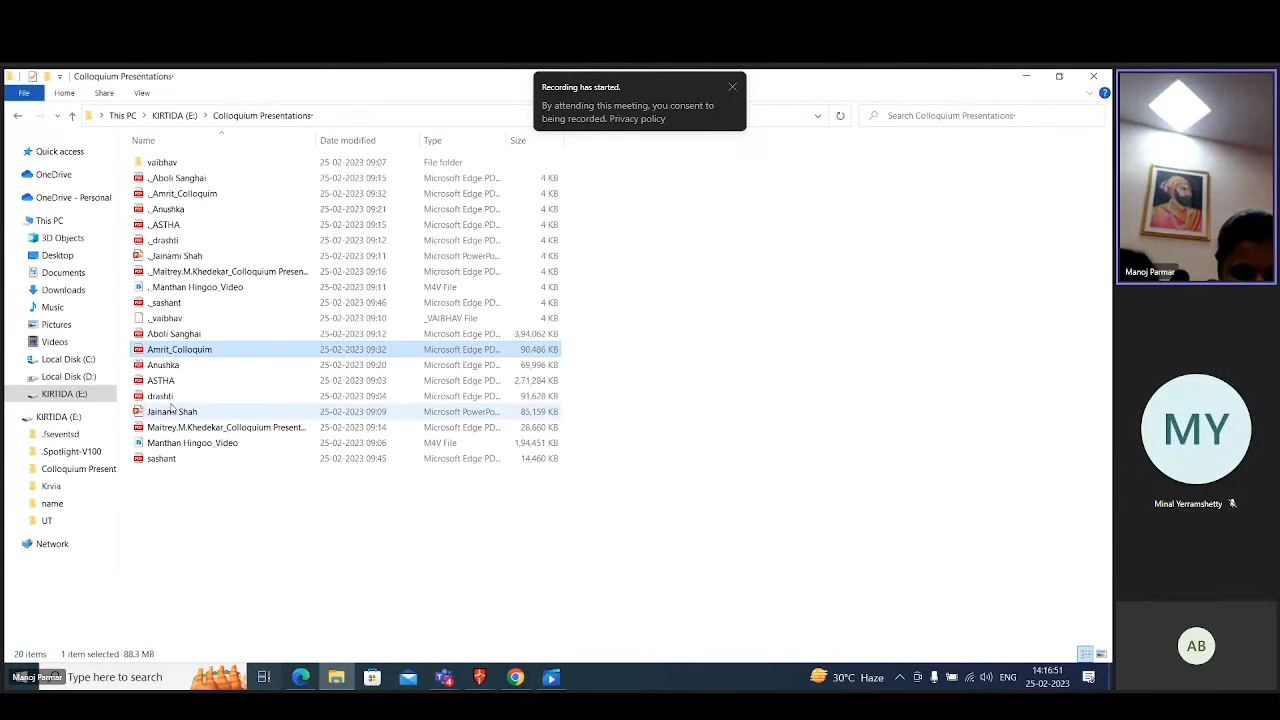 Colloquium Presentations
File Home Share View
This PC KIRTIDA (E:) Colloquium Presentations
Search Colloquium Presentations
Recording has started.
By attending this meeting, you consent to
being recorded. Privacy policy
Name Date modified Type Size
Quick access
OneDrive
OneDrive - Personal
This PC
3D Objects
Desktop
Documents
Downloads
Music
Pictures
Videos
Local Disk (C:)
Local Disk (D:)
KIRTIDA (E:)
KIRTIDA (E:)
.fseventsd
.Spotlight-V100
Colloquium Present
Krvia
name
UT
Network
vaibhav 25-02-2023 09:07 File folder
._Aboli Sanghai 25-02-2023 09:15 Microsoft Edge PD... 4 KB
._Amrit_Colloquim 25-02-2023 09:32 Microsoft Edge PD... 4 KB
._Anushka 25-02-2023 09:21 Microsoft Edge PD... 4 KB
._ASTHA 25-02-2023 09:15 Microsoft Edge PD... 4 KB
._drashti 25-02-2023 09:12 Microsoft Edge PD... 4 KB
._Jainami Shah 25-02-2023 09:11 Microsoft PowerPo... 4 KB
._Maitrey.M.Khedekar_Colloquium Presen... 25-02-2023 09:16 Microsoft Edge PD... 4 KB
._Manthan Hingoo_Video 25-02-2023 09:11 M4V File 4 KB
._sashant 25-02-2023 09:46 Microsoft Edge PD... 4 KB
._vaibhav 25-02-2023 09:10 _VAIBHAV File 4 KB
Aboli Sanghai 25-02-2023 09:12 Microsoft Edge PD... 3,94,062 KB
Amrit_Colloquim 25-02-2023 09:32 Microsoft Edge PD... 90,486 KB
Anushka 25-02-2023 09:20 Microsoft Edge PD... 69,996 KB
ASTHA 25-02-2023 09:03 Microsoft Edge PD... 2,71,284 KB
drashti 25-02-2023 09:04 Microsoft Edge PD... 91,628 KB
Jainami Shah 25-02-2023 09:09 Microsoft PowerPo... 85,159 KB
Maitrey.M.Khedekar_Colloquium Present... 25-02-2023 09:14 Microsoft Edge PD... 28,660 KB
Manthan Hingoo_Video 25-02-2023 09:06 M4V File 1,94,451 KB
sashant 25-02-2023 09:45 Microsoft Edge PD... 14,460 KB
20 items 1 item selected 88.3 MB
Manoj Parmar
Type here to search
30°C Haze
ENG
14:16:51
25-02-2023
Manoj Parmar
MY
Minal Yerramshetty
AB